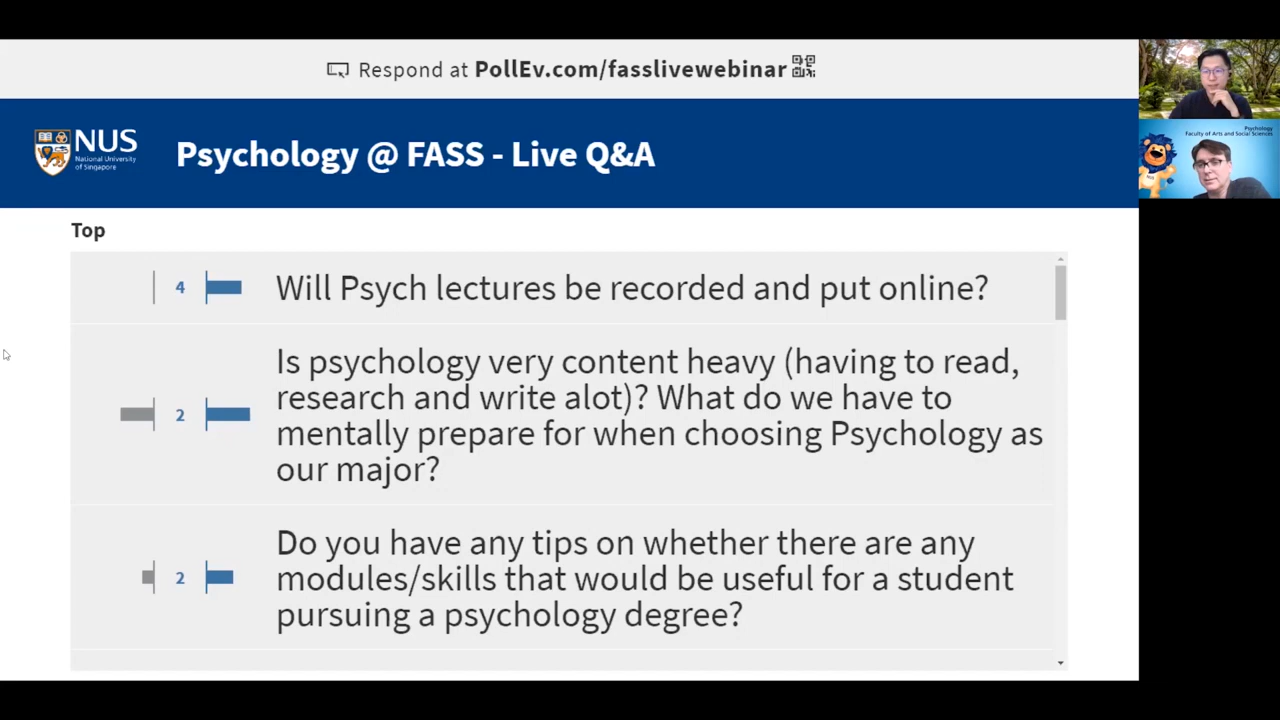 Respond at PollEv.com/fasslivewebinar
NUS
National University
of Singapore
Psychology @ FASS - Live Q&A
Psychology
Faculty of Arts and Social Sciences
Top
4
Will Psych lectures be recorded and put online?
2
Is psychology very content heavy (having to read,
research and write alot)? What do we have to
mentally prepare for when choosing Psychology as
our major?
2
Do you have any tips on whether there are any
modules/skills that would be useful for a student
pursuing a psychology degree?